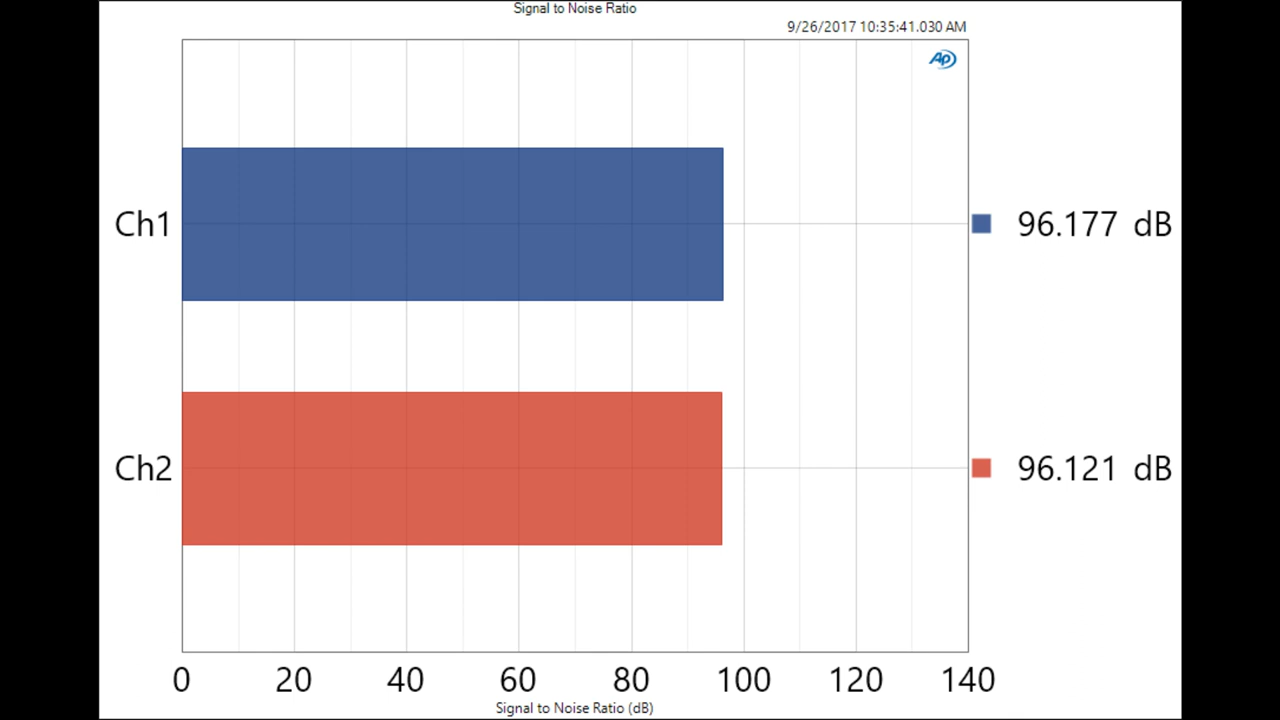 Signal to Noise Ratio
9/26/2017 10:35:41.030 AM
AP
Ch1
96.177 dB
Ch2
96.121 dB
0 20 40 60 80 100 120 140
Signal to Noise Ratio (dB)